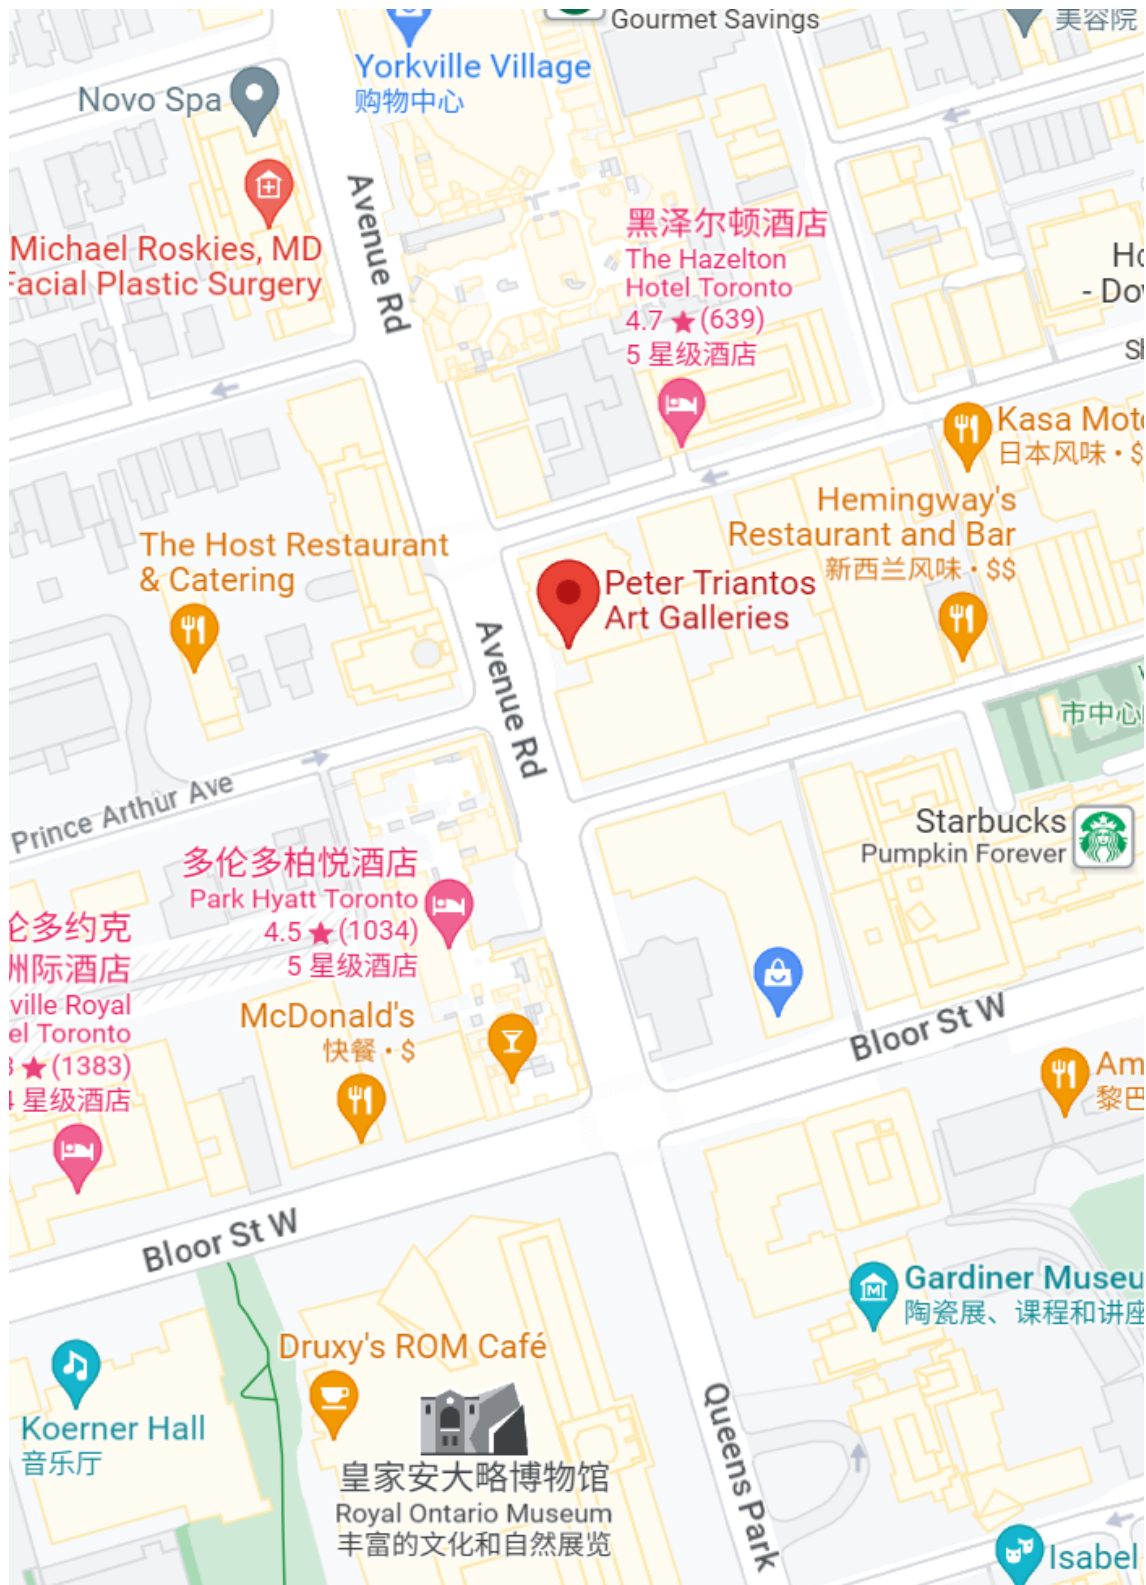 Gourmet Savings
美容院
Yorkville Village
购物中心
Novo Spa
Michael Roskies, MD
Facial Plastic Surgery
Avenue Rd
黑泽尔顿酒店
The Hazelton
Hotel Toronto
4.7 ★ (639)
5 星级酒店
Kasa Moto
日本风味 • $
Hemingway's
Restaurant and Bar
新西兰风味 • $$
The Host Restaurant
& Catering
Peter Triantos
Art Galleries
Avenue Rd
市中心
Prince Arthur Ave
Starbucks
Pumpkin Forever
多伦多柏悦酒店
Park Hyatt Toronto
4.5 ★ (1034)
5 星级酒店
伦多约克
洲际酒店
ville Royal
el Toronto
★ (1383)
星级酒店
McDonald's
快餐 • $
Bloor St W
Am
黎巴
Bloor St W
Gardiner Museu
陶瓷展、课程和讲座
Druxy's ROM Café
Koerner Hall
音乐厅
皇家安大略博物馆
Royal Ontario Museum
丰富的文化和自然展览
Queens Park
Isabel